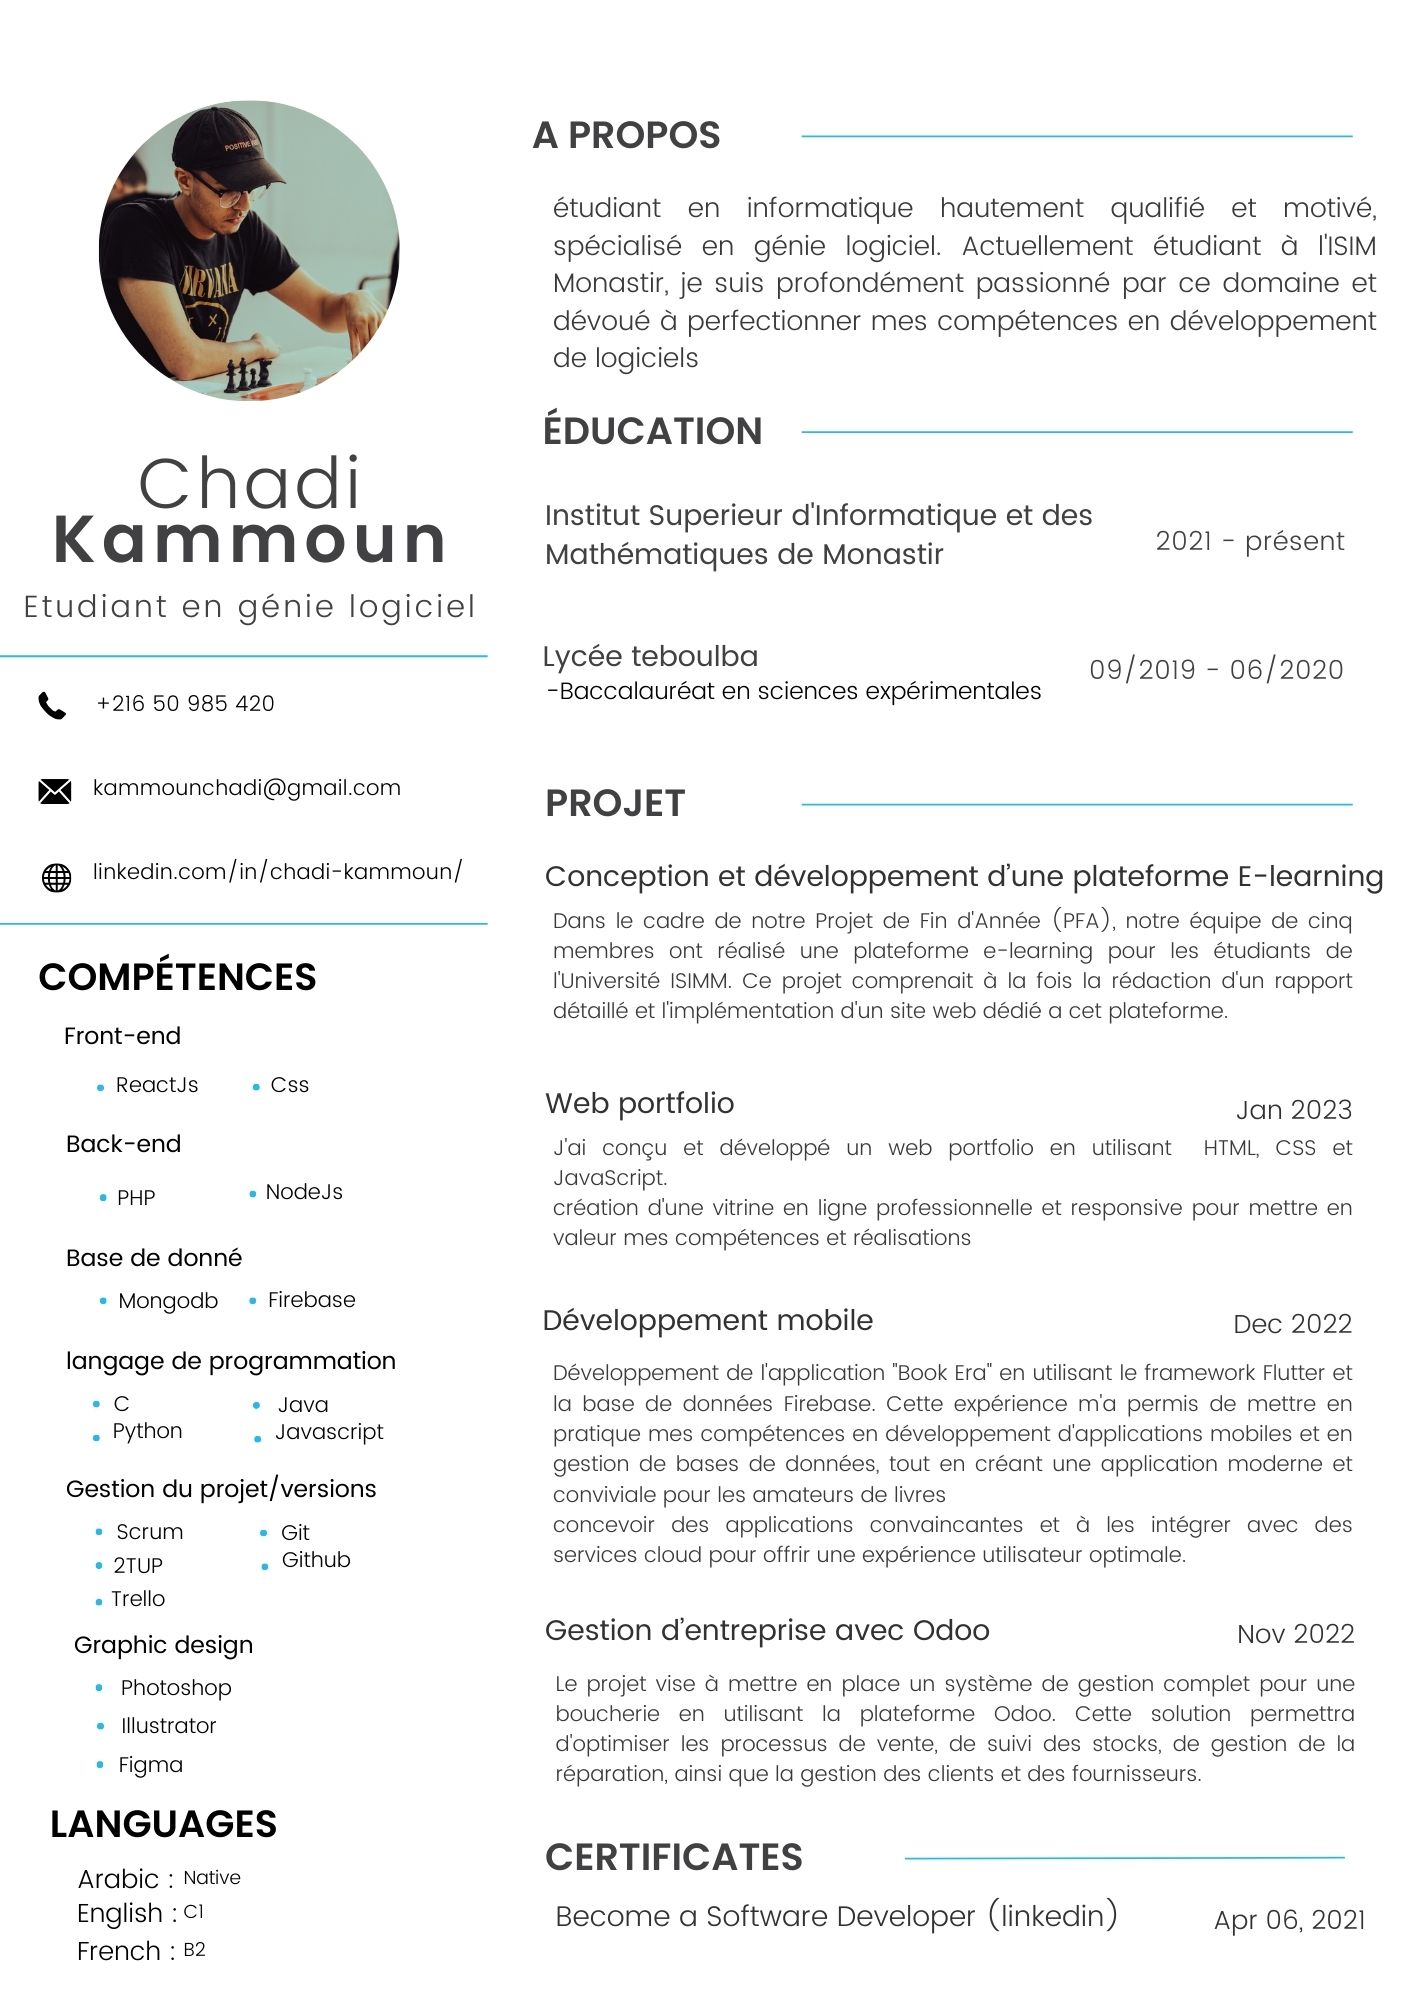 Chadi
Kammoun
Etudiant en génie logiciel
+216 50 985 420
kammounchadi@gmail.com
linkedin.com/in/chadi-kammoun/
COMPÉTENCES
Front-end
ReactJs
Css
Back-end
PHP
NodeJs
Base de donné
Mongodb
Firebase
langage de programmation
C
Java
Python
Javascript
Gestion du projet/versions
Scrum
Git
2TUP
Github
Trello
Graphic design
Photoshop
Illustrator
Figma
LANGUAGES
Arabic : Native
English : C1
French : B2
A PROPOS
étudiant en informatique hautement qualifié et motivé,
spécialisé en génie logiciel. Actuellement étudiant à l'ISIM
Monastir, je suis profondément passionné par ce domaine et
dévoué à perfectionner mes compétences en développement
de logiciels
ÉDUCATION
Institut Superieur d'Informatique et des
Mathématiques de Monastir
2021 - présent
Lycée teboulba
-Baccalauréat en sciences expérimentales
09/2019 - 06/2020
PROJET
Conception et développement d’une plateforme E-learning
Dans le cadre de notre Projet de Fin d'Année (PFA), notre équipe de cinq
membres ont réalisé une plateforme e-learning pour les étudiants de
l'Université ISIMM. Ce projet comprenait à la fois la rédaction d'un rapport
détaillé et l'implémentation d'un site web dédié a cet plateforme.
Web portfolio
Jan 2023
J'ai conçu et développé un web portfolio en utilisant HTML, CSS et
JavaScript.
création d'une vitrine en ligne professionnelle et responsive pour mettre en
valeur mes compétences et réalisations
Développement mobile
Dec 2022
Développement de l'application "Book Era" en utilisant le framework Flutter et
la base de données Firebase. Cette expérience m'a permis de mettre en
pratique mes compétences en développement d'applications mobiles et en
gestion de bases de données, tout en créant une application moderne et
conviviale pour les amateurs de livres
concevoir des applications convaincantes et à les intégrer avec des
services cloud pour offrir une expérience utilisateur optimale.
Gestion d’entreprise avec Odoo
Nov 2022
Le projet vise à mettre en place un système de gestion complet pour une
boucherie en utilisant la plateforme Odoo. Cette solution permettra
d'optimiser les processus de vente, de suivi des stocks, de gestion de la
réparation, ainsi que la gestion des clients et des fournisseurs.
CERTIFICATES
Become a Software Developer (linkedin)
Apr 06, 2021
NIRVANA
POSITIVE